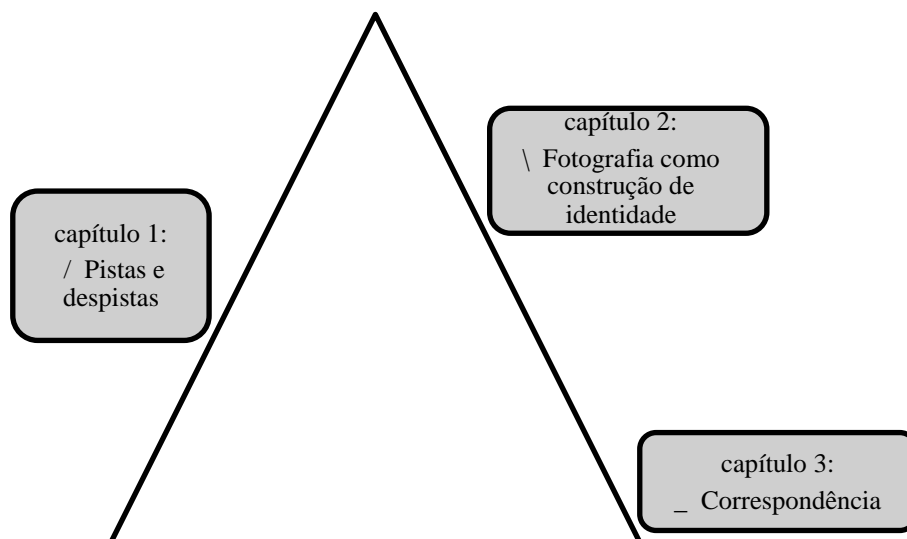 capítulo 1:
/ Pistas e
despistas
capítulo 2:
\ Fotografia como
construção de
identidade
capítulo 3:
_ Correspondência